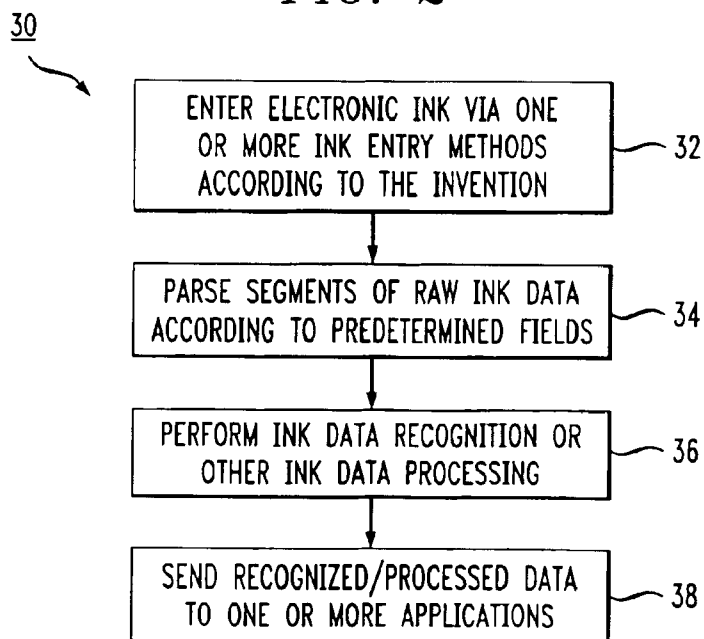 FIG. 2
30
ENTER ELECTRONIC INK VIA ONE
OR MORE INK ENTRY METHODS
ACCORDING TO THE INVENTION
32
PARSE SEGMENTS OF RAW INK DATA
ACCORDING TO PREDETERMINED FIELDS
34
PERFORM INK DATA RECOGNITION OR
OTHER INK DATA PROCESSING
36
SEND RECOGNIZED/PROCESSED DATA
TO ONE OR MORE APPLICATIONS
38